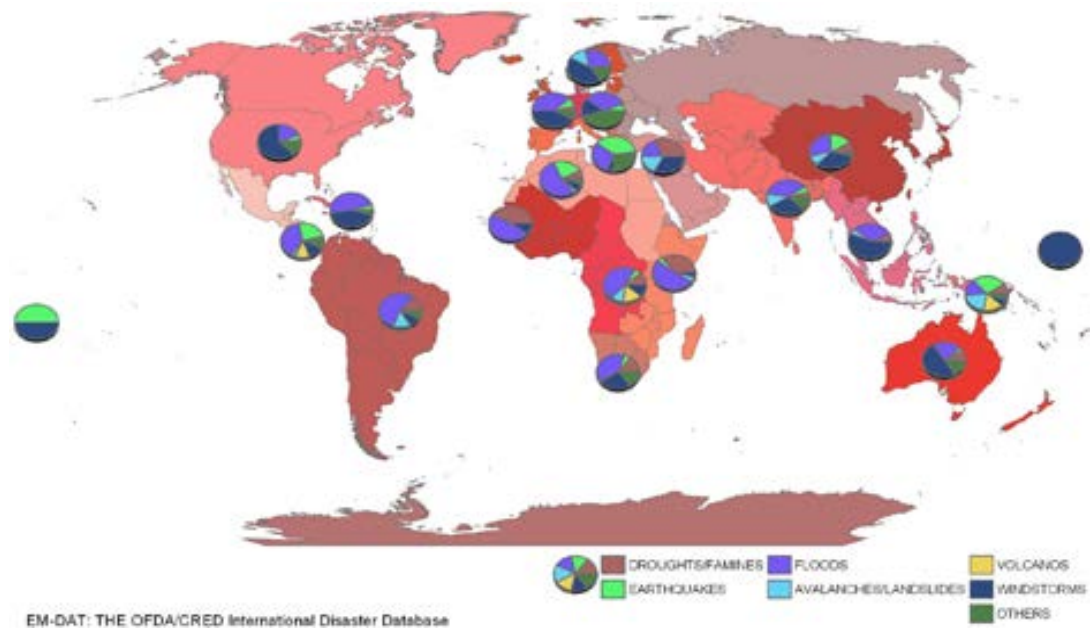 DROUGHTS/FAMINES FLOODS VOLCANOS
EARTHQUAKES AVALANCHES/LANDSLIDES WINDSTORMS
OTHERS
EM-DAT: THE OFDA/CRED International Disaster Database